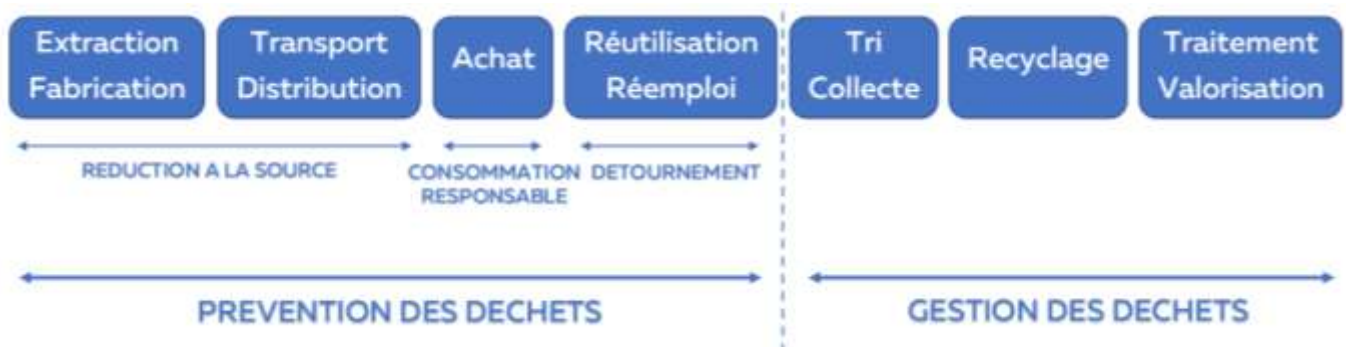 Extraction
Fabrication
Transport
Distribution
Achat
Réutilisation
Réemploi
Tri
Collecte
Recyclage
Traitement
Valorisation
REDUCTION A LA SOURCE
CONSOMMATION
RESPONSABLE
DETOURNEMENT
PREVENTION DES DECHETS
GESTION DES DECHETS